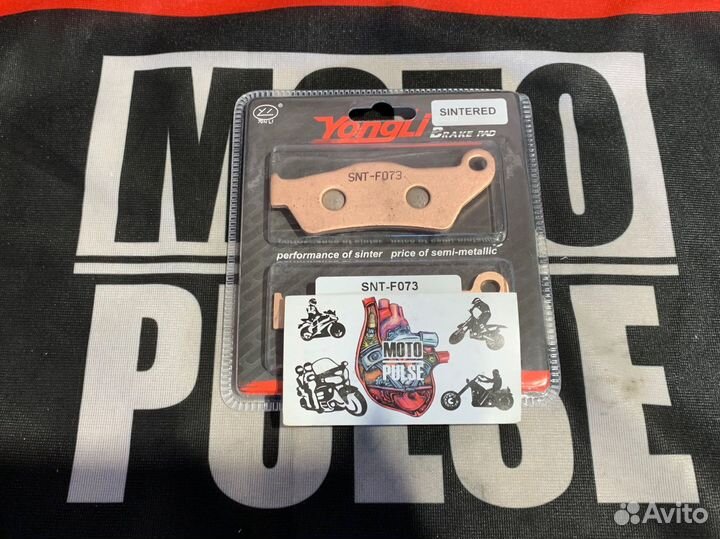 MOTO
PULSE
YINLI
YongLi
BRAKE PAD
SINTERED
SNT-F073
performance of sinter price of semi-metallic
SNT-F073
MOTO
PULSE
Avito